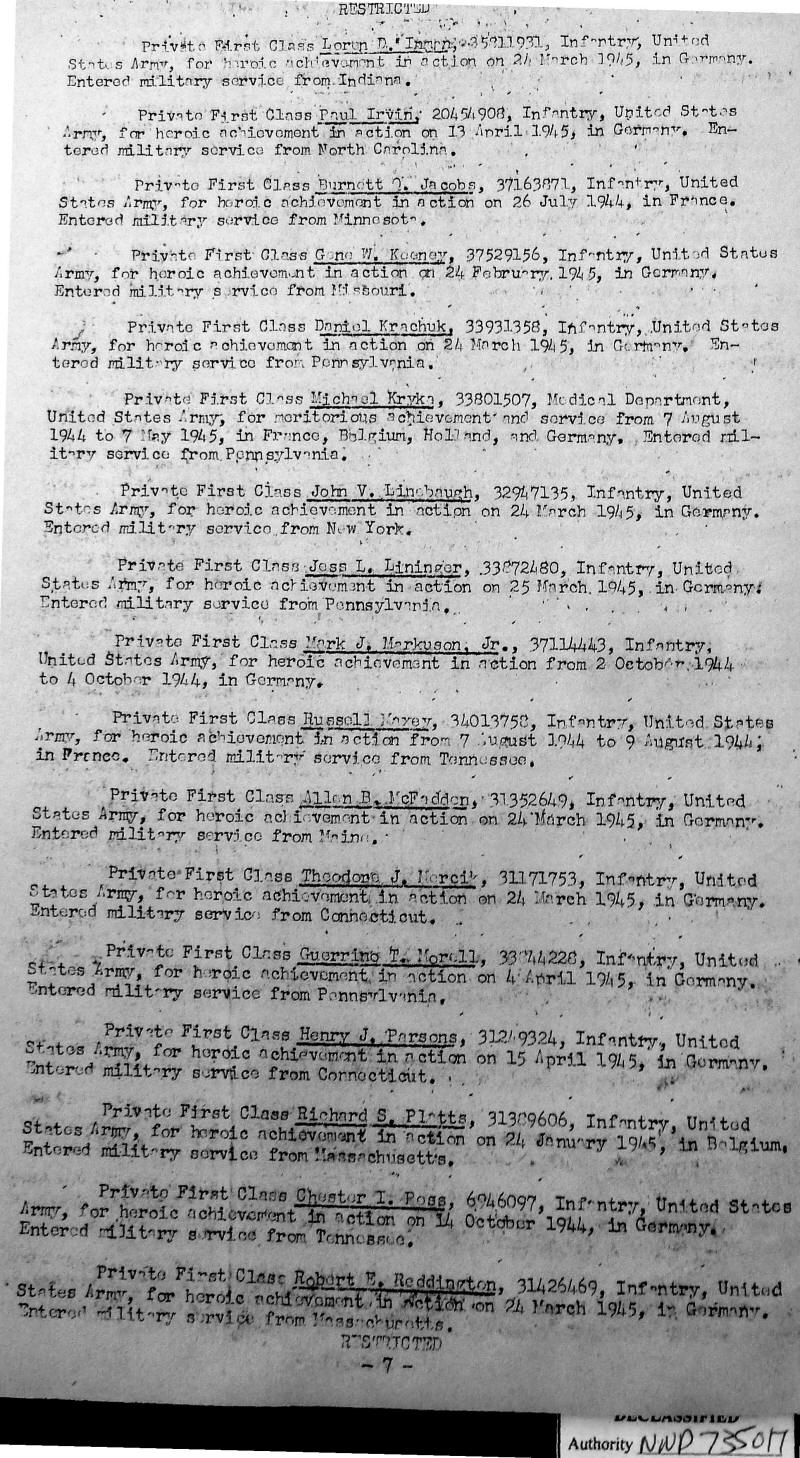 RESTRICTED
Private First Class Loren D. 35811931, Infantry, United
States Army, for heroic achievement in action on 24 March 1945, in Germany.
Entered military service from Indiana.
Private First Class Paul Irvin, 20454908, Infantry, United States
Army, for heroic achievement in action on 13 April 1945, in Germany. En-
tered military service from North Carolina.
Private First Class Burnett Jacobs, 37163871, Infantry, United
States Army, for heroic achievement in action on 26 July 1944, in France.
Entered military service from Minnesota.
Private First Class Gene W. Keeney, 37529156, Infantry, United States
Army, for heroic achievement in action on 24 February, 1945, in Germany.
Entered military service from Missouri.
Private First Class Daniel Krachuk, 33931358, Infantry, United States
Army, for heroic achievement in action on 24 March 1945, in Germany. En-
tered military service from Pennsylvania.
Private First Class Michael Kryka, 33801507, Medical Department,
United States Army, for meritorious achievement and service from 7 August
1944 to 7 May 1945, in France, Belgium, Holland, and Germany. Entered mil-
itary service from Pennsylvania.
Private First Class John V. Linebaugh, 32947135, Infantry, United
States Army, for heroic achievement in action on 24 March 1945, in Germany.
Entered military service from New York.
Private First Class Jess L. Lininger, 33872480, Infantry, United
States Army, for heroic achievement in action on 25 March 1945, in Germany.
Entered military service from Pennsylvania.
Private First Class Mark J. Markuson, Jr., 37114443, Infantry,
United States Army, for heroic achievement in action from 2 October 1944
to 4 October 1944, in Germany.
Private First Class Russell Maxey, 34013758, Infantry, United States
Army, for heroic achievement in action from 7 August 1944 to 9 August 1944,
in France. Entered military service from Tennessee.
Private First Class Allen B. McFadden, 31352649, Infantry, United
States Army, for heroic achievement in action on 24 March 1945, in Germany.
Entered military service from Maine.
Private First Class Theodore J. 31171753, Infantry, United
States Army, for heroic achievement in action on 24 March 1945, in Germany.
Entered military service from Connecticut.
Private First Class Guerrino T. Morell, Infantry, United
States Army, for heroic achievement in action on 4 April 1945, in Germany.
Entered military service from Pennsylvania.
Private First Class Henry J. Parsons, 31249324, Infantry, United
States Army, for heroic achievement in action on 15 April 1945, in Germany.
Entered military service from Connecticut.
Private First Class Richard S. Platts, 31389606, Infantry, United
States Army, for heroic achievement in action on 24 January 1945, in Belgium.
Entered military service from Massachusetts.
Private First Class Chester I. Poss, 6946097, Infantry, United States
Army, for heroic achievement in action on 14 October 1944, in Germany.
Entered military service from Tennessee.
Private First Class Robert E. Reddington, 31426469, Infantry, United
States Army, for heroic achievement in action on 24 March 1945, in Germany.
Entered military service from Massachusetts.
RESTRICTED
- 7 -
DECLASSIFIED
Authority NND 735017